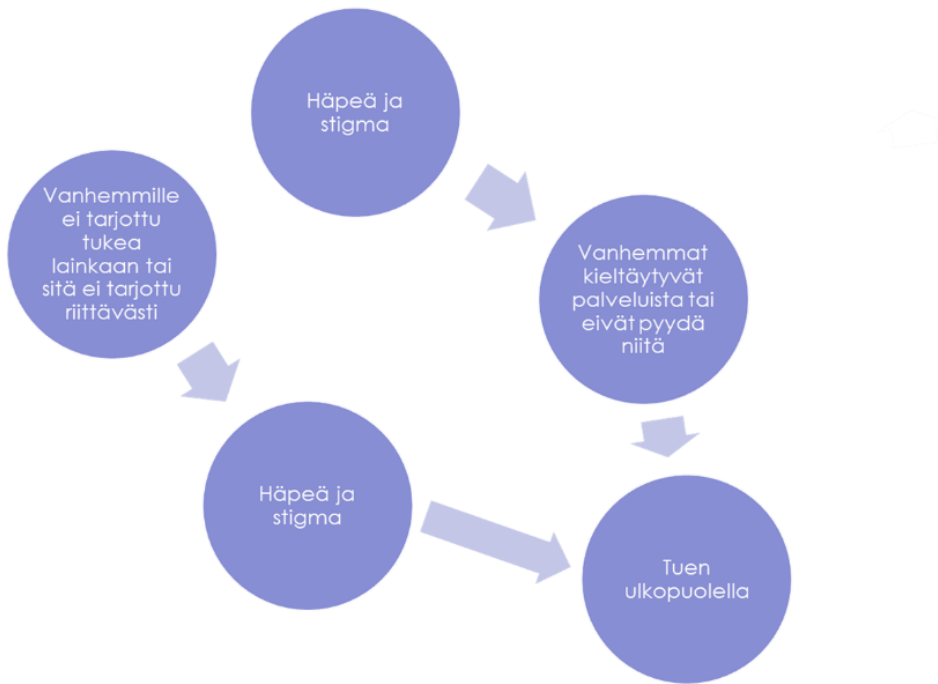 Häpeä ja
stigma
Vanhemmille
ei tarjottu
tukea
lainkaan tai
sitä ei tarjottu
riittävästi
Vanhemmat
kieltäytyvät
palveluista tai
eivät pyydä
niitä
Häpeä ja
stigma
Tuen
ulkopuolella